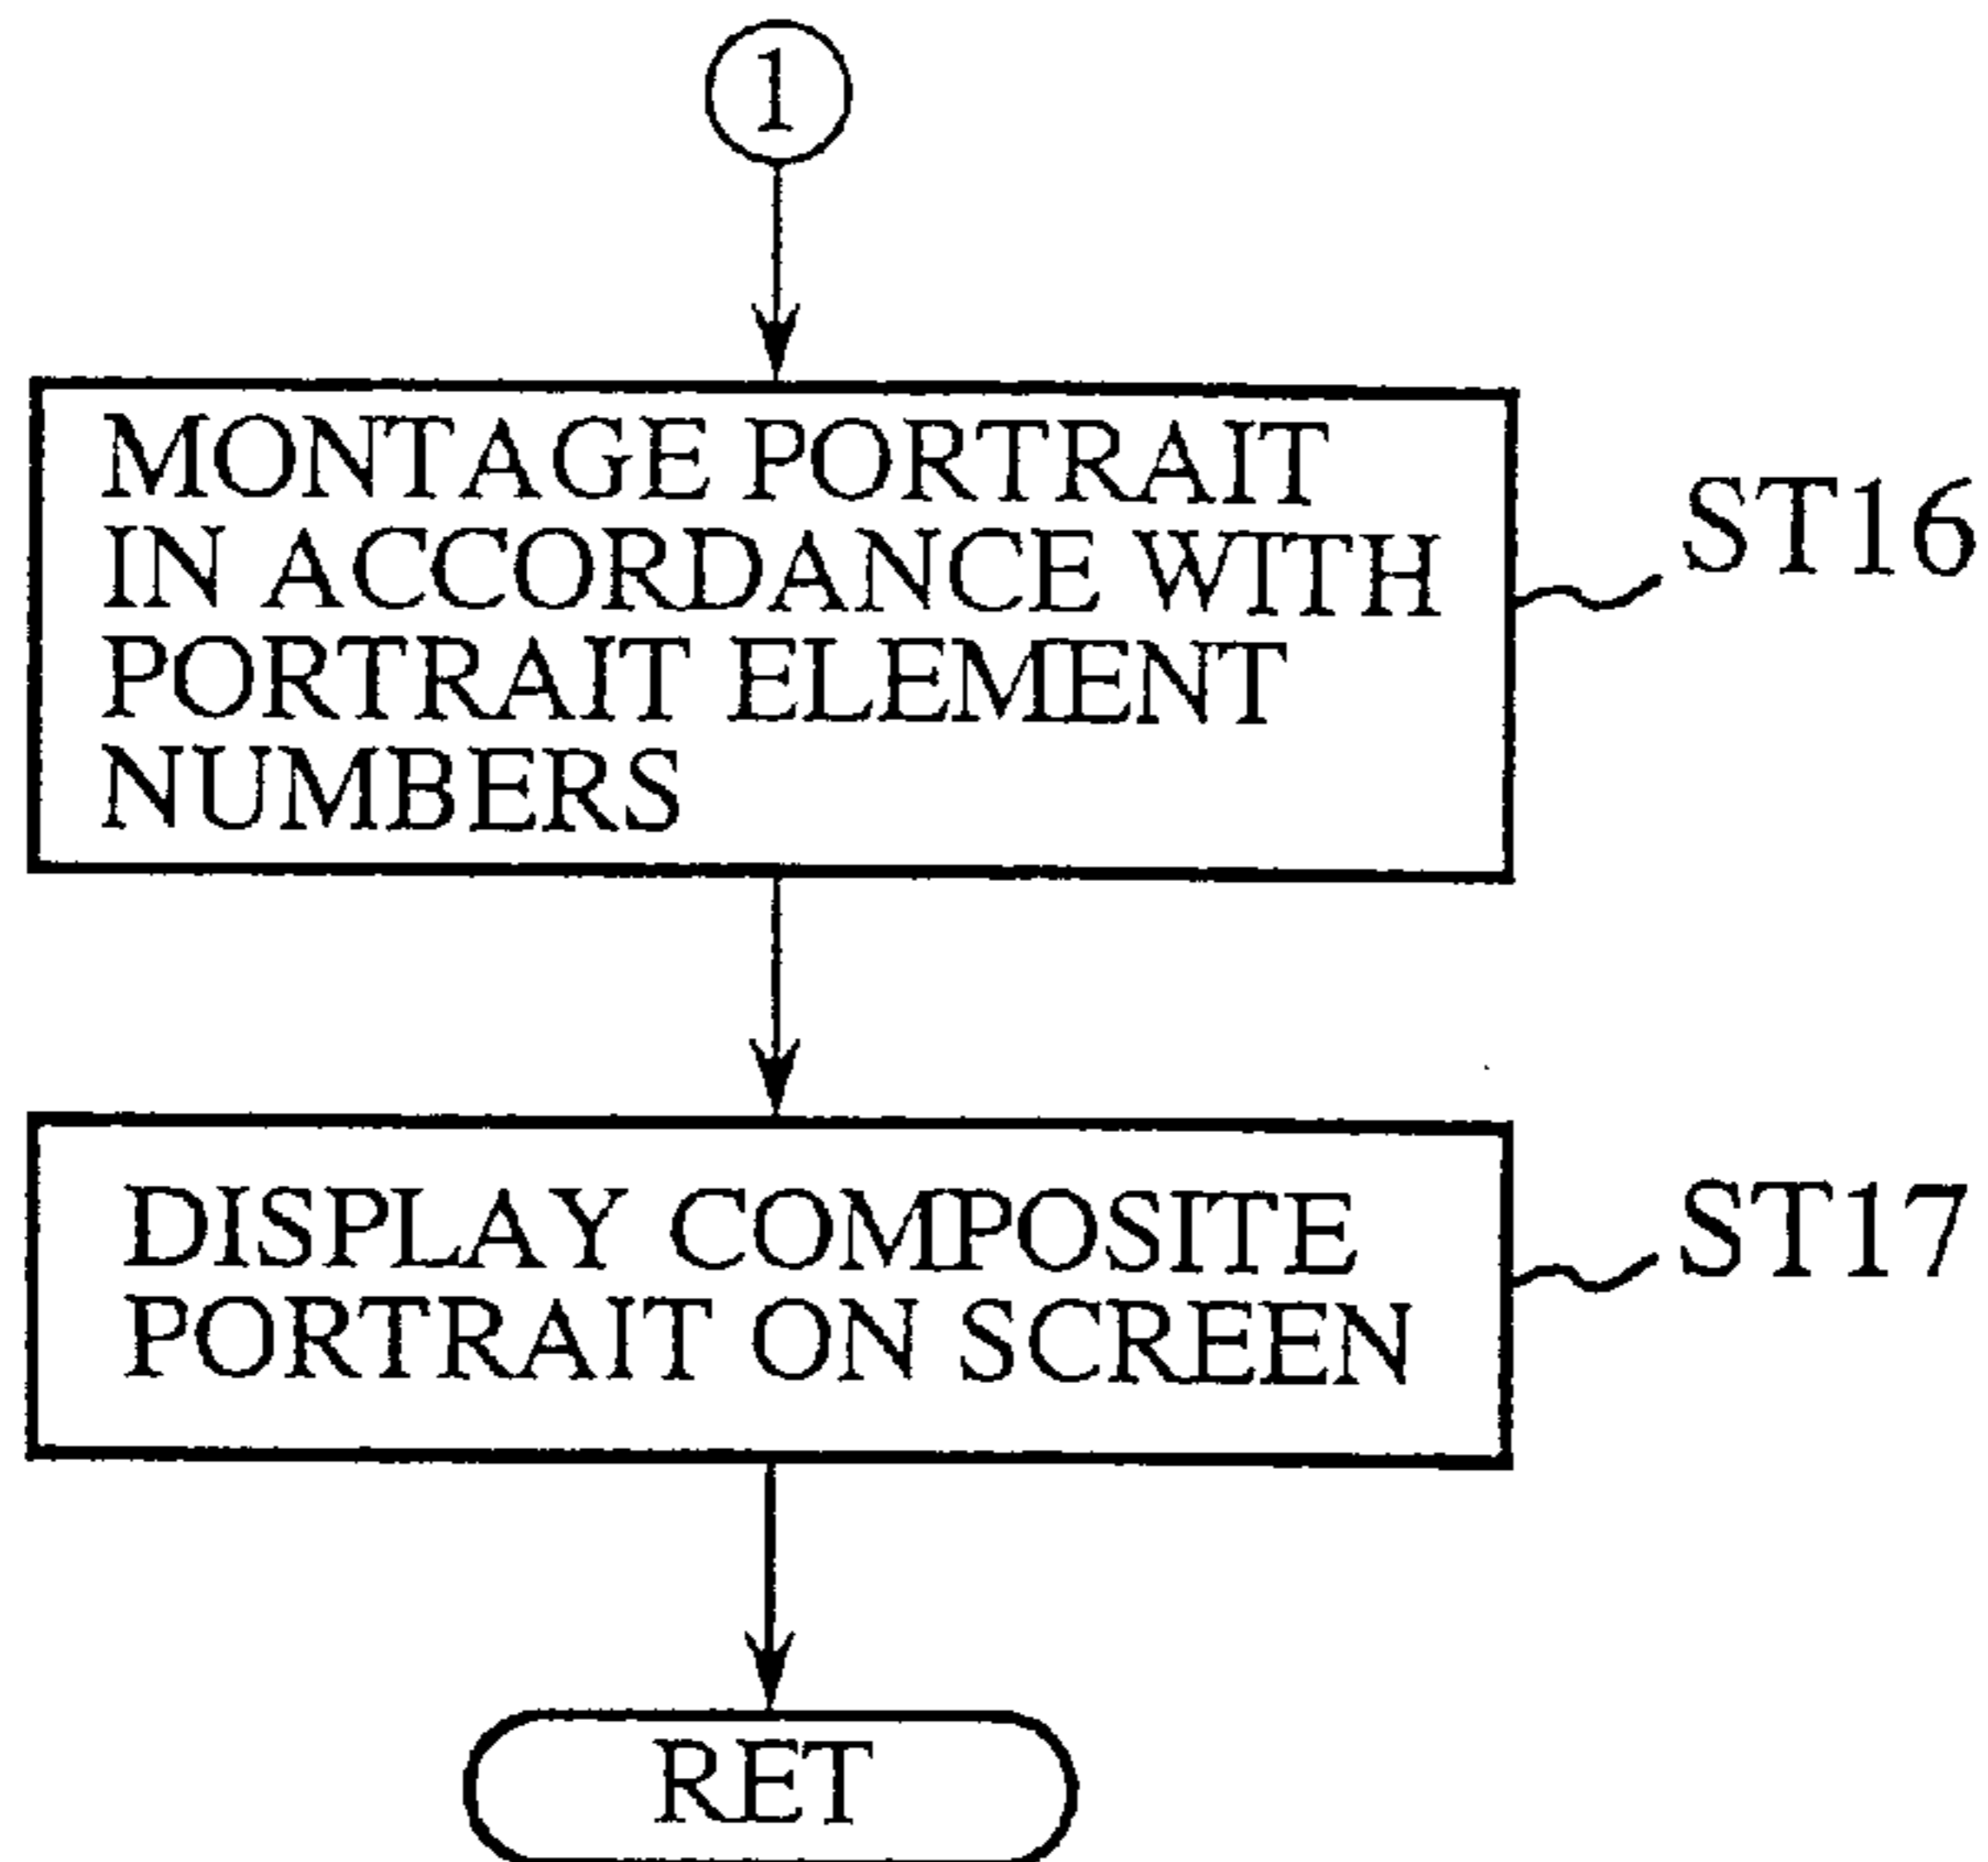 1
MONTAGE PORTRAIT
IN ACCORDANCE WITH
PORTRAIT ELEMENT
NUMBERS
ST16
DISPLAY COMPOSITE
PORTRAIT ON SCREEN
ST17
RET